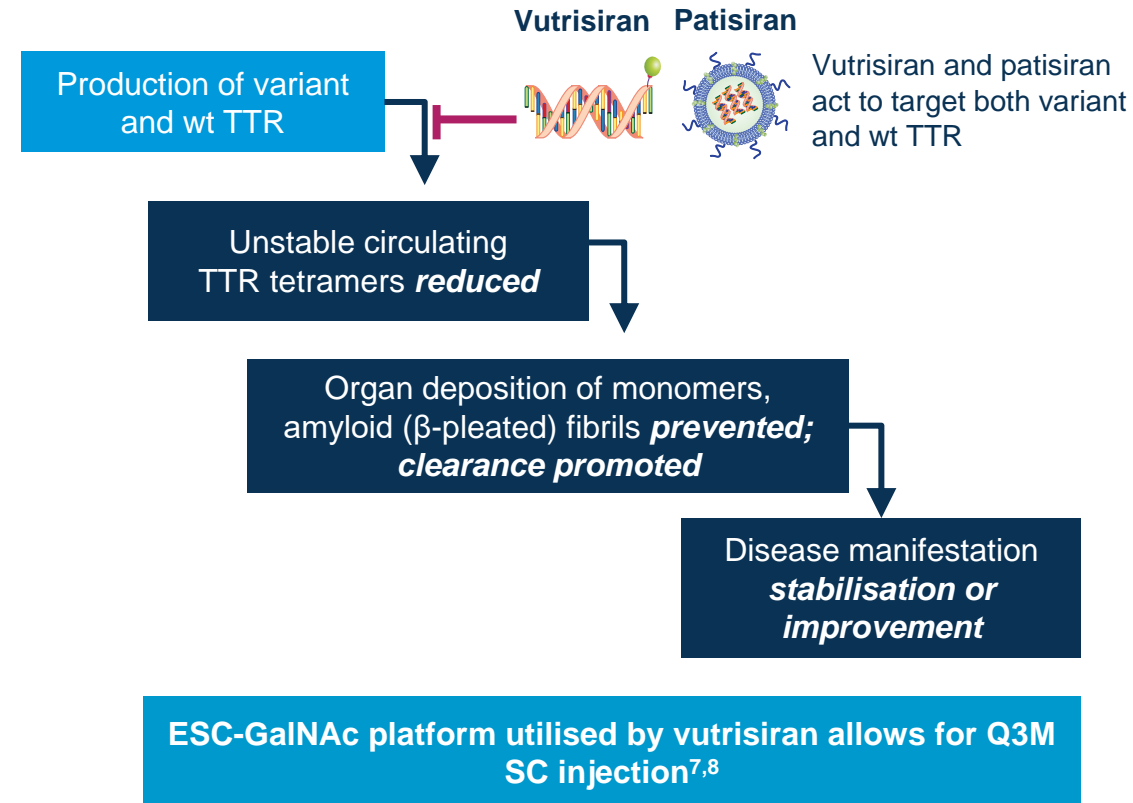 Vutrisiran Patisiran
Production of variant
and wt TTR
Vutrisiran and patisiran
act to target both variant
and wt TTR
Unstable circulating
TTR tetramers reduced
Organ deposition of monomers,
amyloid (β-pleated) fibrils prevented;
clearance promoted
Disease manifestation
stabilisation or
improvement
ESC-GalNAc platform utilised by vutrisiran allows for Q3M
SC injection7,8